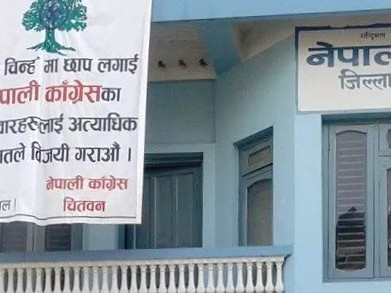 चिन्ह मा छाप लगाई
पाली काँग्रेसका
वारहरूलाई अत्याधिक
मतले विजयी गराऔ ।
नेपाली काँग्रेस
चितवन
नेपाल
जिल्ला